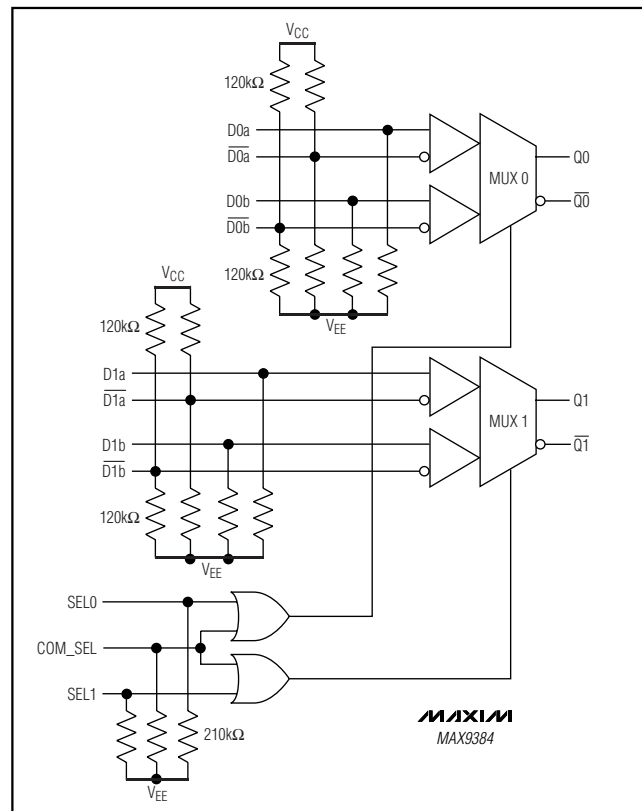 VCC
120kΩ
D0a
D0a
D0b
D0b
MUX 0
Q0
Q0
120kΩ
VEE
VCC
120kΩ
D1a
D1a
D1b
D1b
MUX 1
Q1
Q1
120kΩ
VEE
SEL0
COM_SEL
SEL1
210kΩ
VEE
MAXIM
MAX9384